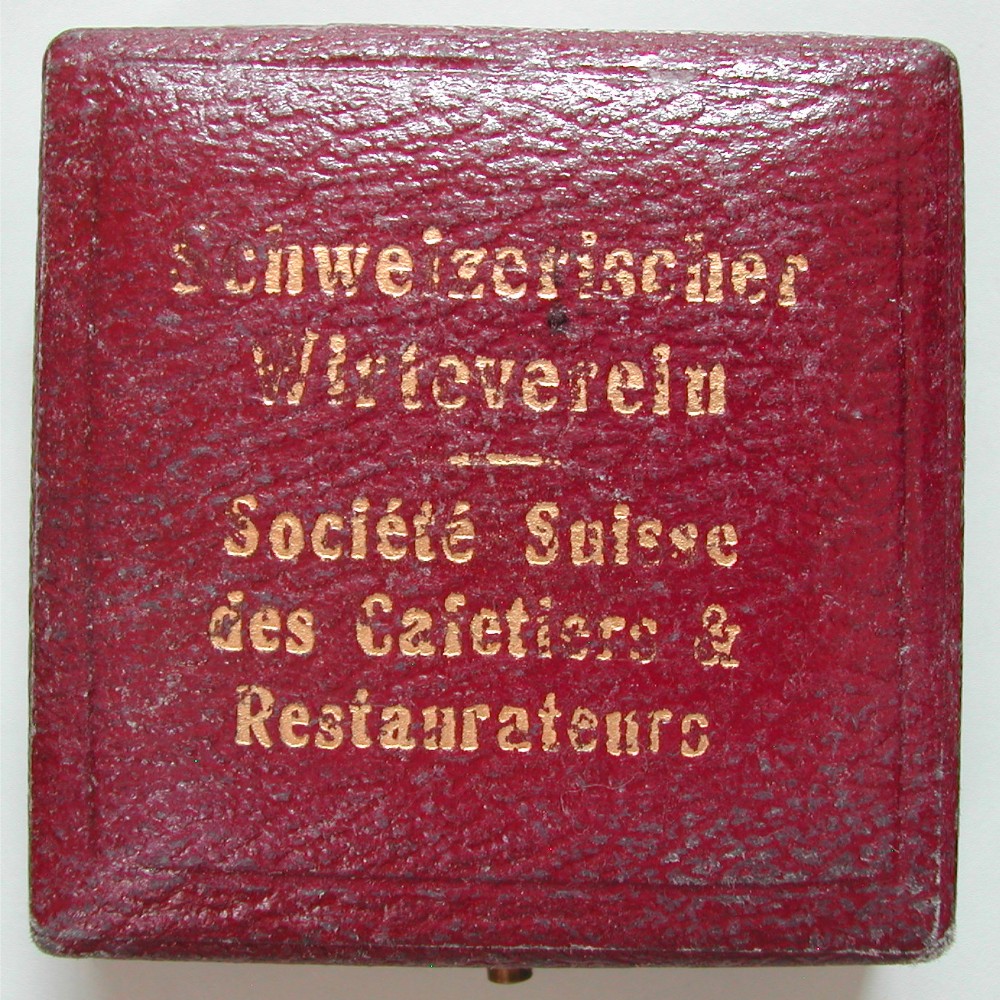 Schweizerischer
Wirteverein
Société Suisse
des Cafetiers &
Restaurateurs